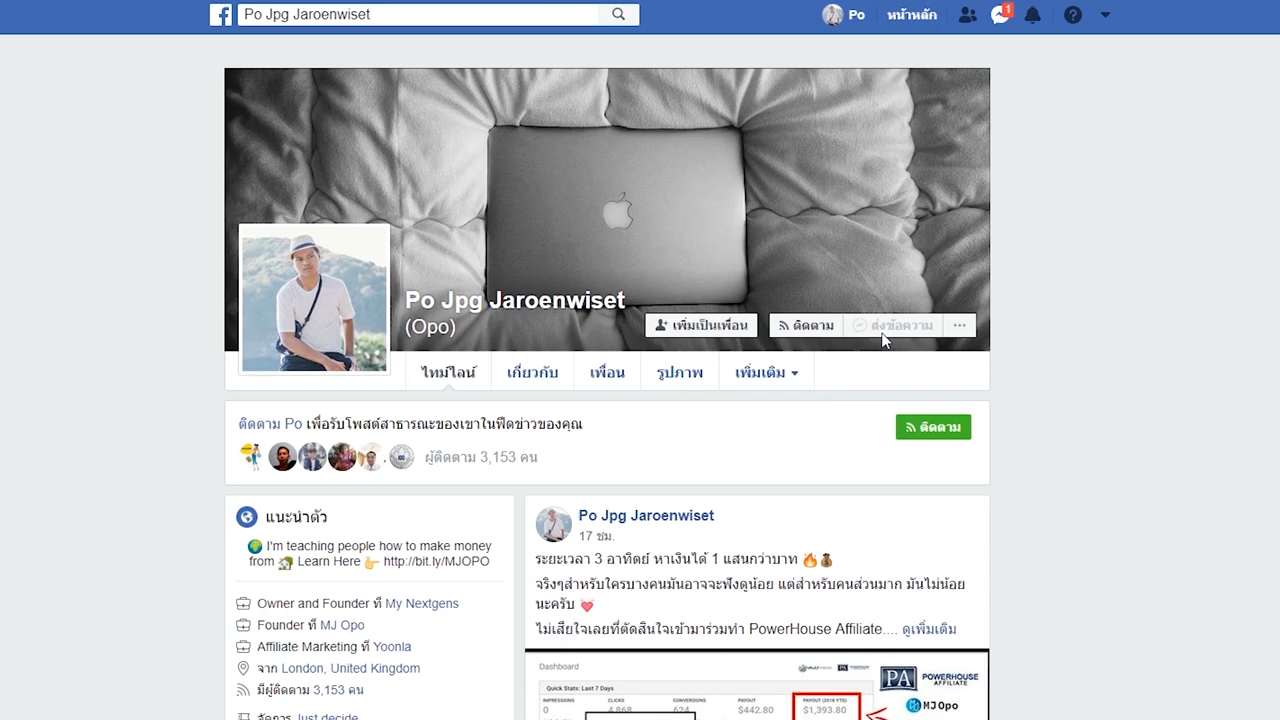 Po Jpg Jaroenwiset
Po
หน้าหลัก
1
Po Jpg Jaroenwiset
(Opo)
เพิ่มเป็นเพื่อน
ติดตาม
ส่งข้อความ
ไทม์ไลน์
เกี่ยวกับ
เพื่อน
รูปภาพ
เพิ่มเติม
ติดตาม Po เพื่อรับโพสต์สาธารณะของเขาในฟีดข่าวของคุณ
ติดตาม
ผู้ติดตาม 3,153 คน
แนะนำตัว
I'm teaching people how to make money
from Learn Here http://bit.ly/MJOPO
Owner and Founder ที่ My Nextgens
Founder ที่ MJ Opo
Affiliate Marketing ที่ Yoonla
จาก London, United Kingdom
มีผู้ติดตาม 3,153 คน
Just decide
Po Jpg Jaroenwiset
17 ชม.
ระยะเวลา 3 อาทิตย์ หาเงินได้ 1 แสนกว่าบาท
จริงๆสำหรับใครบางคนมันอาจจะฟังดูน้อย แต่สำหรับคนส่วนมาก มันไม่น้อย
นะครับ
ไม่เสียใจเลยที่ตัดสินใจเข้ามาร่วมทำ PowerHouse Affiliate.... ดูเพิ่มเติม
Dashboard
Quick Stats: Last 7 Days
IMPRESSIONS
CLICKS
CONVERSIONS
PAYOUT
PAYOUT (2018 YTD)
0
4,868
624
$442.80
$1,393.80
PA
POWERHOUSE
AFFILIATE
MJ Opo